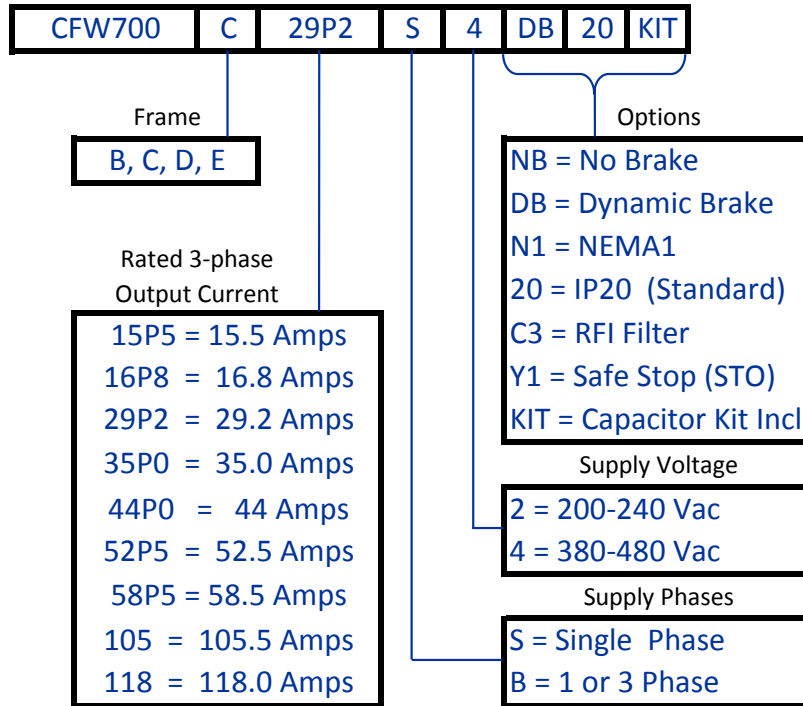 CFW700 C 29P2 S 4 DB 20 KIT
Frame
B, C, D, E
Rated 3-phase
Output Current
15P5 = 15.5 Amps
16P8 = 16.8 Amps
29P2 = 29.2 Amps
35P0 = 35.0 Amps
44P0 = 44 Amps
52P5 = 52.5 Amps
58P5 = 58.5 Amps
105 = 105.5 Amps
118 = 118.0 Amps
Options
NB = No Brake
DB = Dynamic Brake
N1 = NEMA1
20 = IP20 (Standard)
C3 = RFI Filter
Y1 = Safe Stop (STO)
KIT = Capacitor Kit Incl
Supply Voltage
2 = 200-240 Vac
4 = 380-480 Vac
Supply Phases
S = Single Phase
B = 1 or 3 Phase